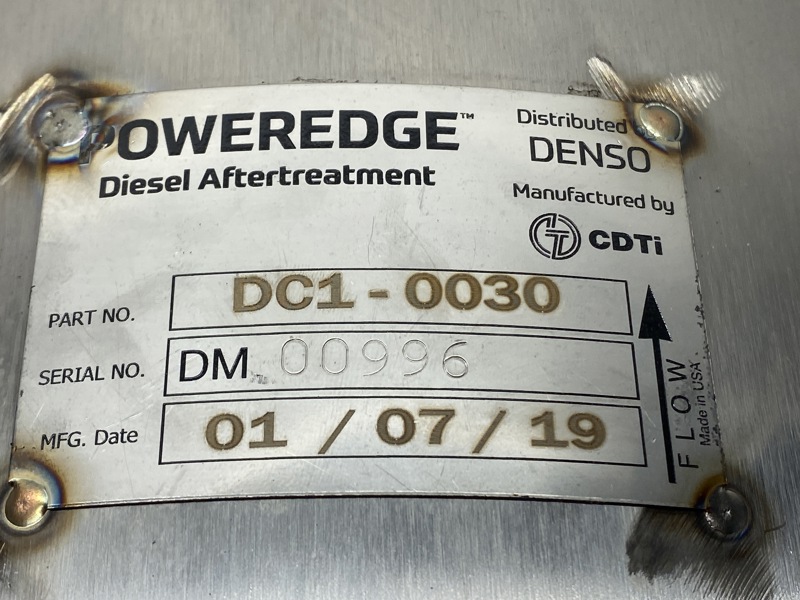 POWEREDGE™
Diesel Aftertreatment
Distributed
DENSO
Manufactured by
CDTi
PART NO. DC1-0030
SERIAL NO. DM 00996
MFG. Date 01 / 07 / 19
FLOW
Made in USA